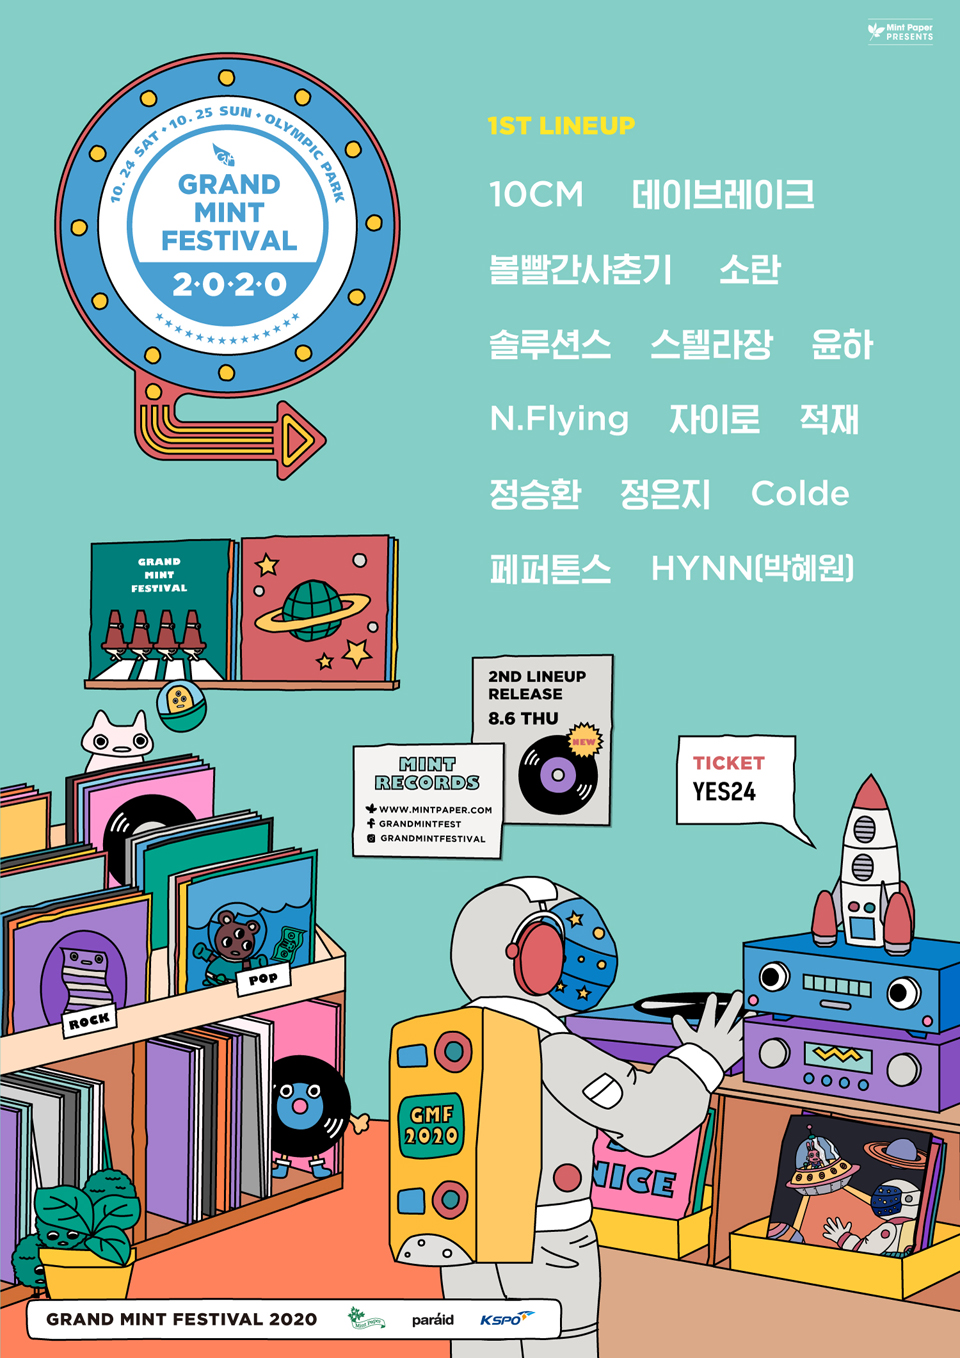 Mint Paper
PRESENTS
10.24 SAT • 10.25 SUN • OLYMPIC PARK
GRAND
MINT
FESTIVAL
2·0·2·0
1ST LINEUP
10CM 데이브레이크
볼빨간사춘기 소란
솔루션스 스텔라장 윤하
N.Flying 자이로 적재
정승환 정은지 Colde
페퍼톤스 HYNN(박혜원)
GRAND
MINT
FESTIVAL
2ND LINEUP
RELEASE
8.6 THU
NEW
MINT
RECORDS
WWW.MINTPAPER.COM
GRANDMINTFEST
GRANDMINTFESTIVAL
TICKET
YES24
POP
ROCK
GMF
2020
NICE
GRAND MINT FESTIVAL 2020
Mint Paper
paráid
KSPO